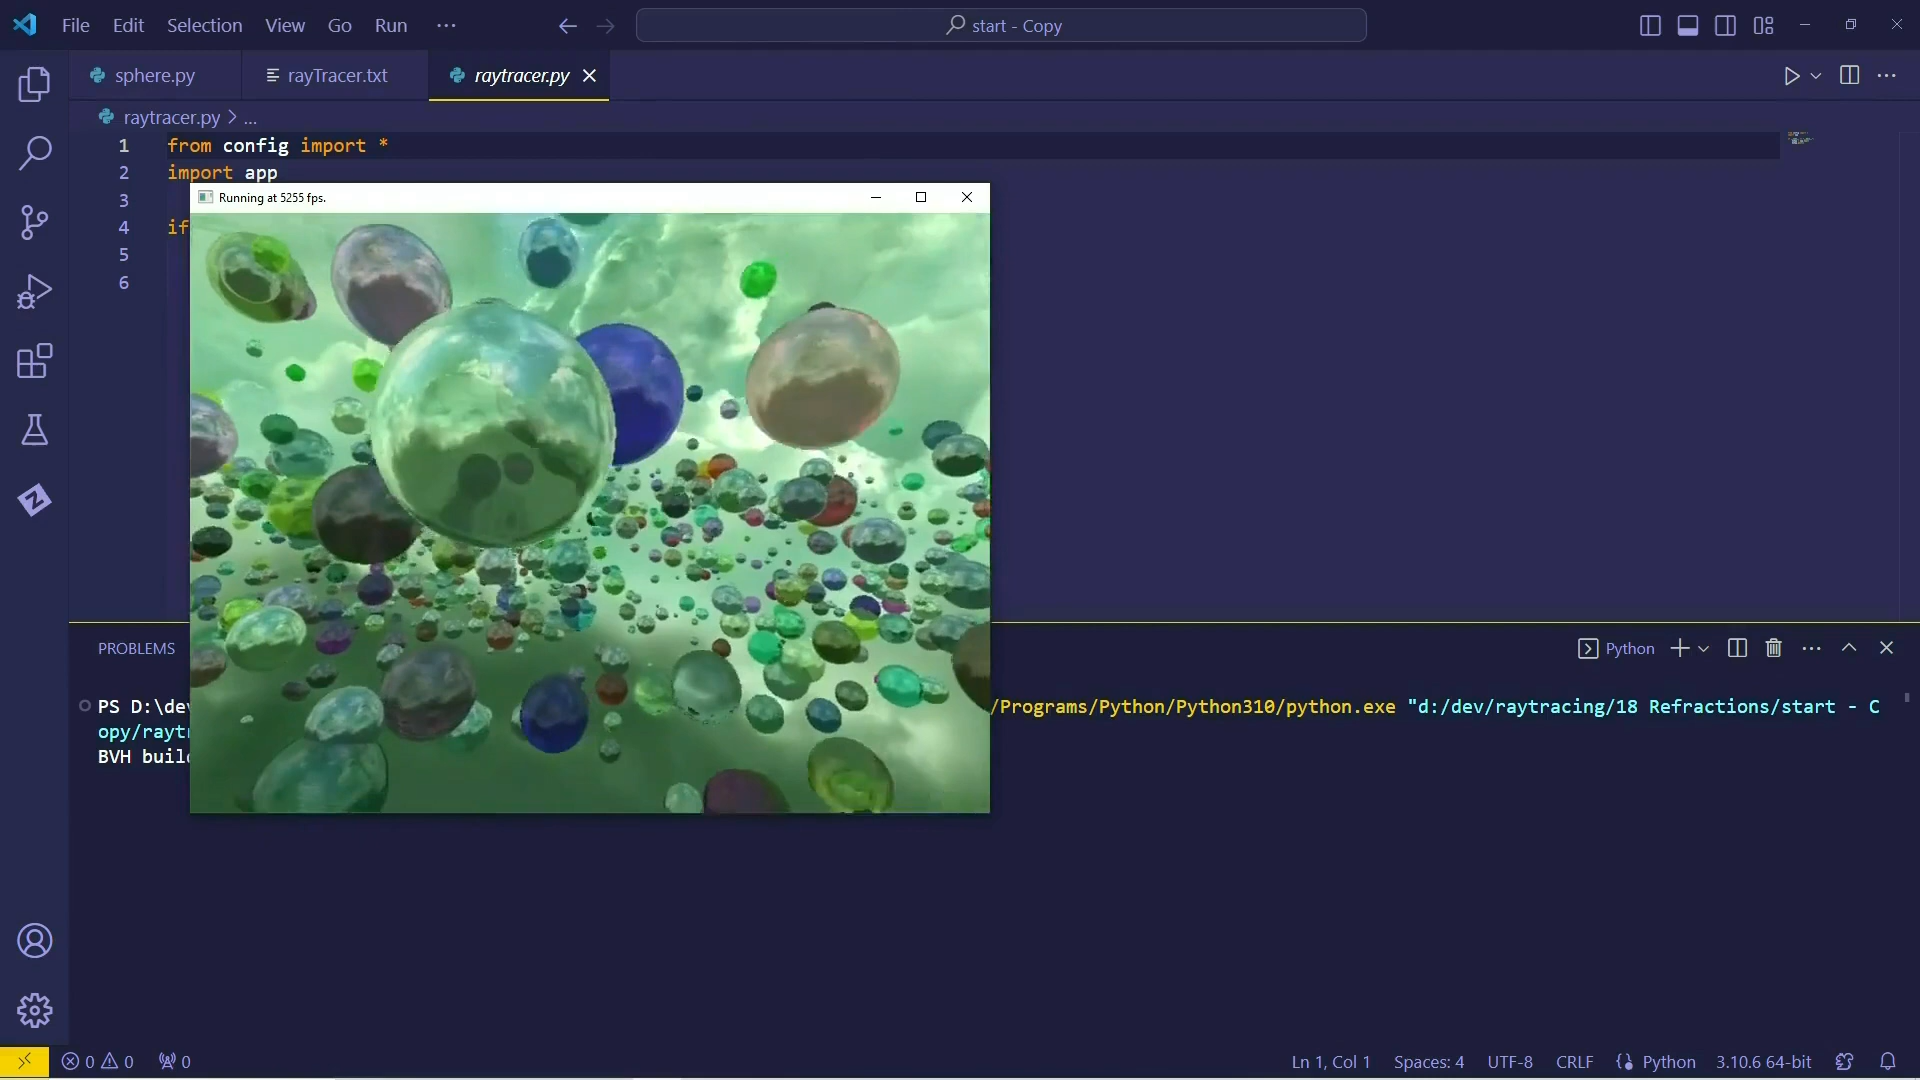 File Edit Selection View Go Run ··· start - Copy
sphere.py rayTracer.txt raytracer.py
raytracer.py > ...
1 from config import *
2 import app
3
Running at 5255 fps.
4 if
5
6
PROBLEMS Python
PS D:\dev /Programs/Python/Python310/python.exe "d:/dev/raytracing/18 Refractions/start - C
opy/raytr
BVH build
0 0 0 Ln 1, Col 1 Spaces: 4 UTF-8 CRLF Python 3.10.6 64-bit